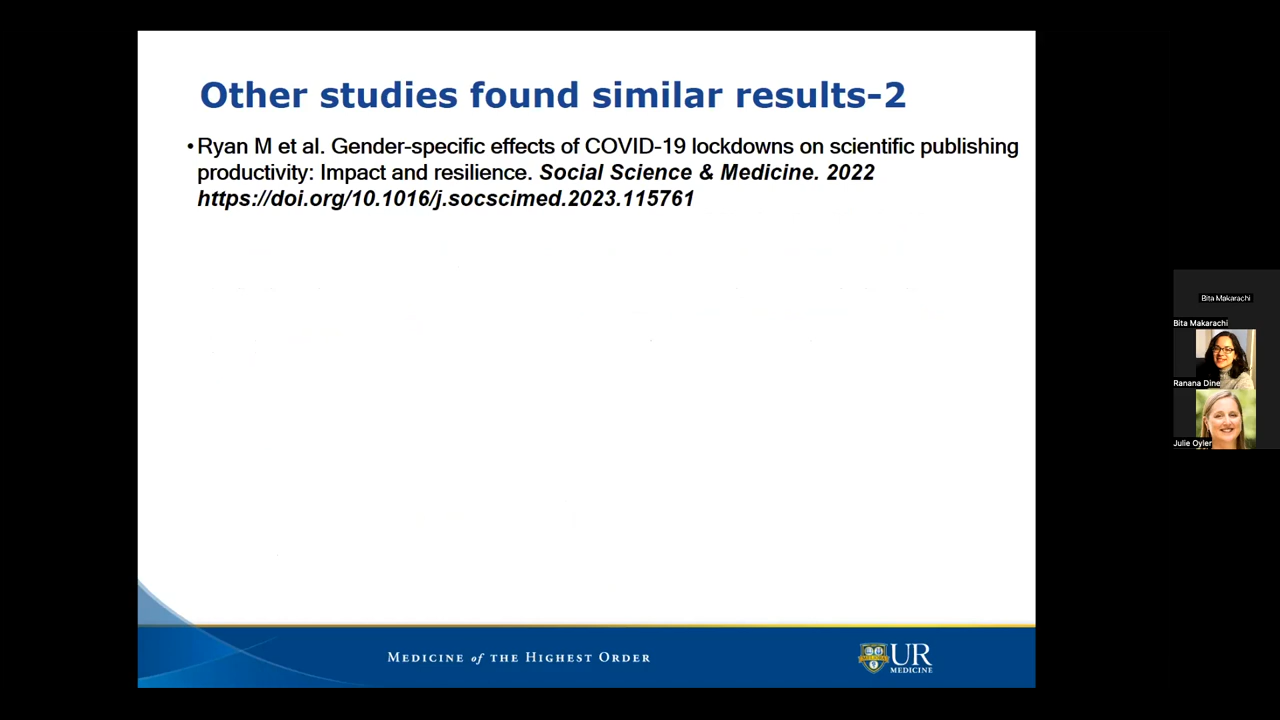 Other studies found similar results-2
•Ryan M et al. Gender-specific effects of COVID-19 lockdowns on scientific publishing
productivity: Impact and resilience. Social Science & Medicine. 2022
https://doi.org/10.1016/j.socscimed.2023.115761
Bita Makarachi
Bita Makarachi
Ranana Dine
Julie Oyler
MEDICINE of THE HIGHEST ORDER
UR
MEDICINE